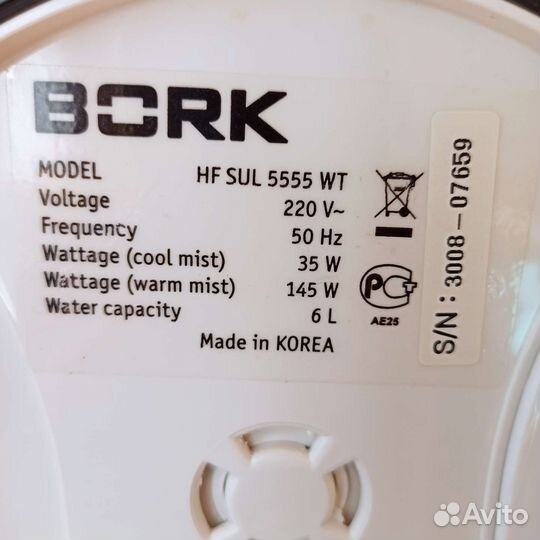 BORK
MODEL HF SUL 5555 WT
Voltage 220 V~
Frequency 50 Hz
Wattage (cool mist) 35 W
Wattage (warm mist) 145 W
Water capacity 6 L
Made in KOREA
РС
AE25
S/N : 3008-07659
Avito